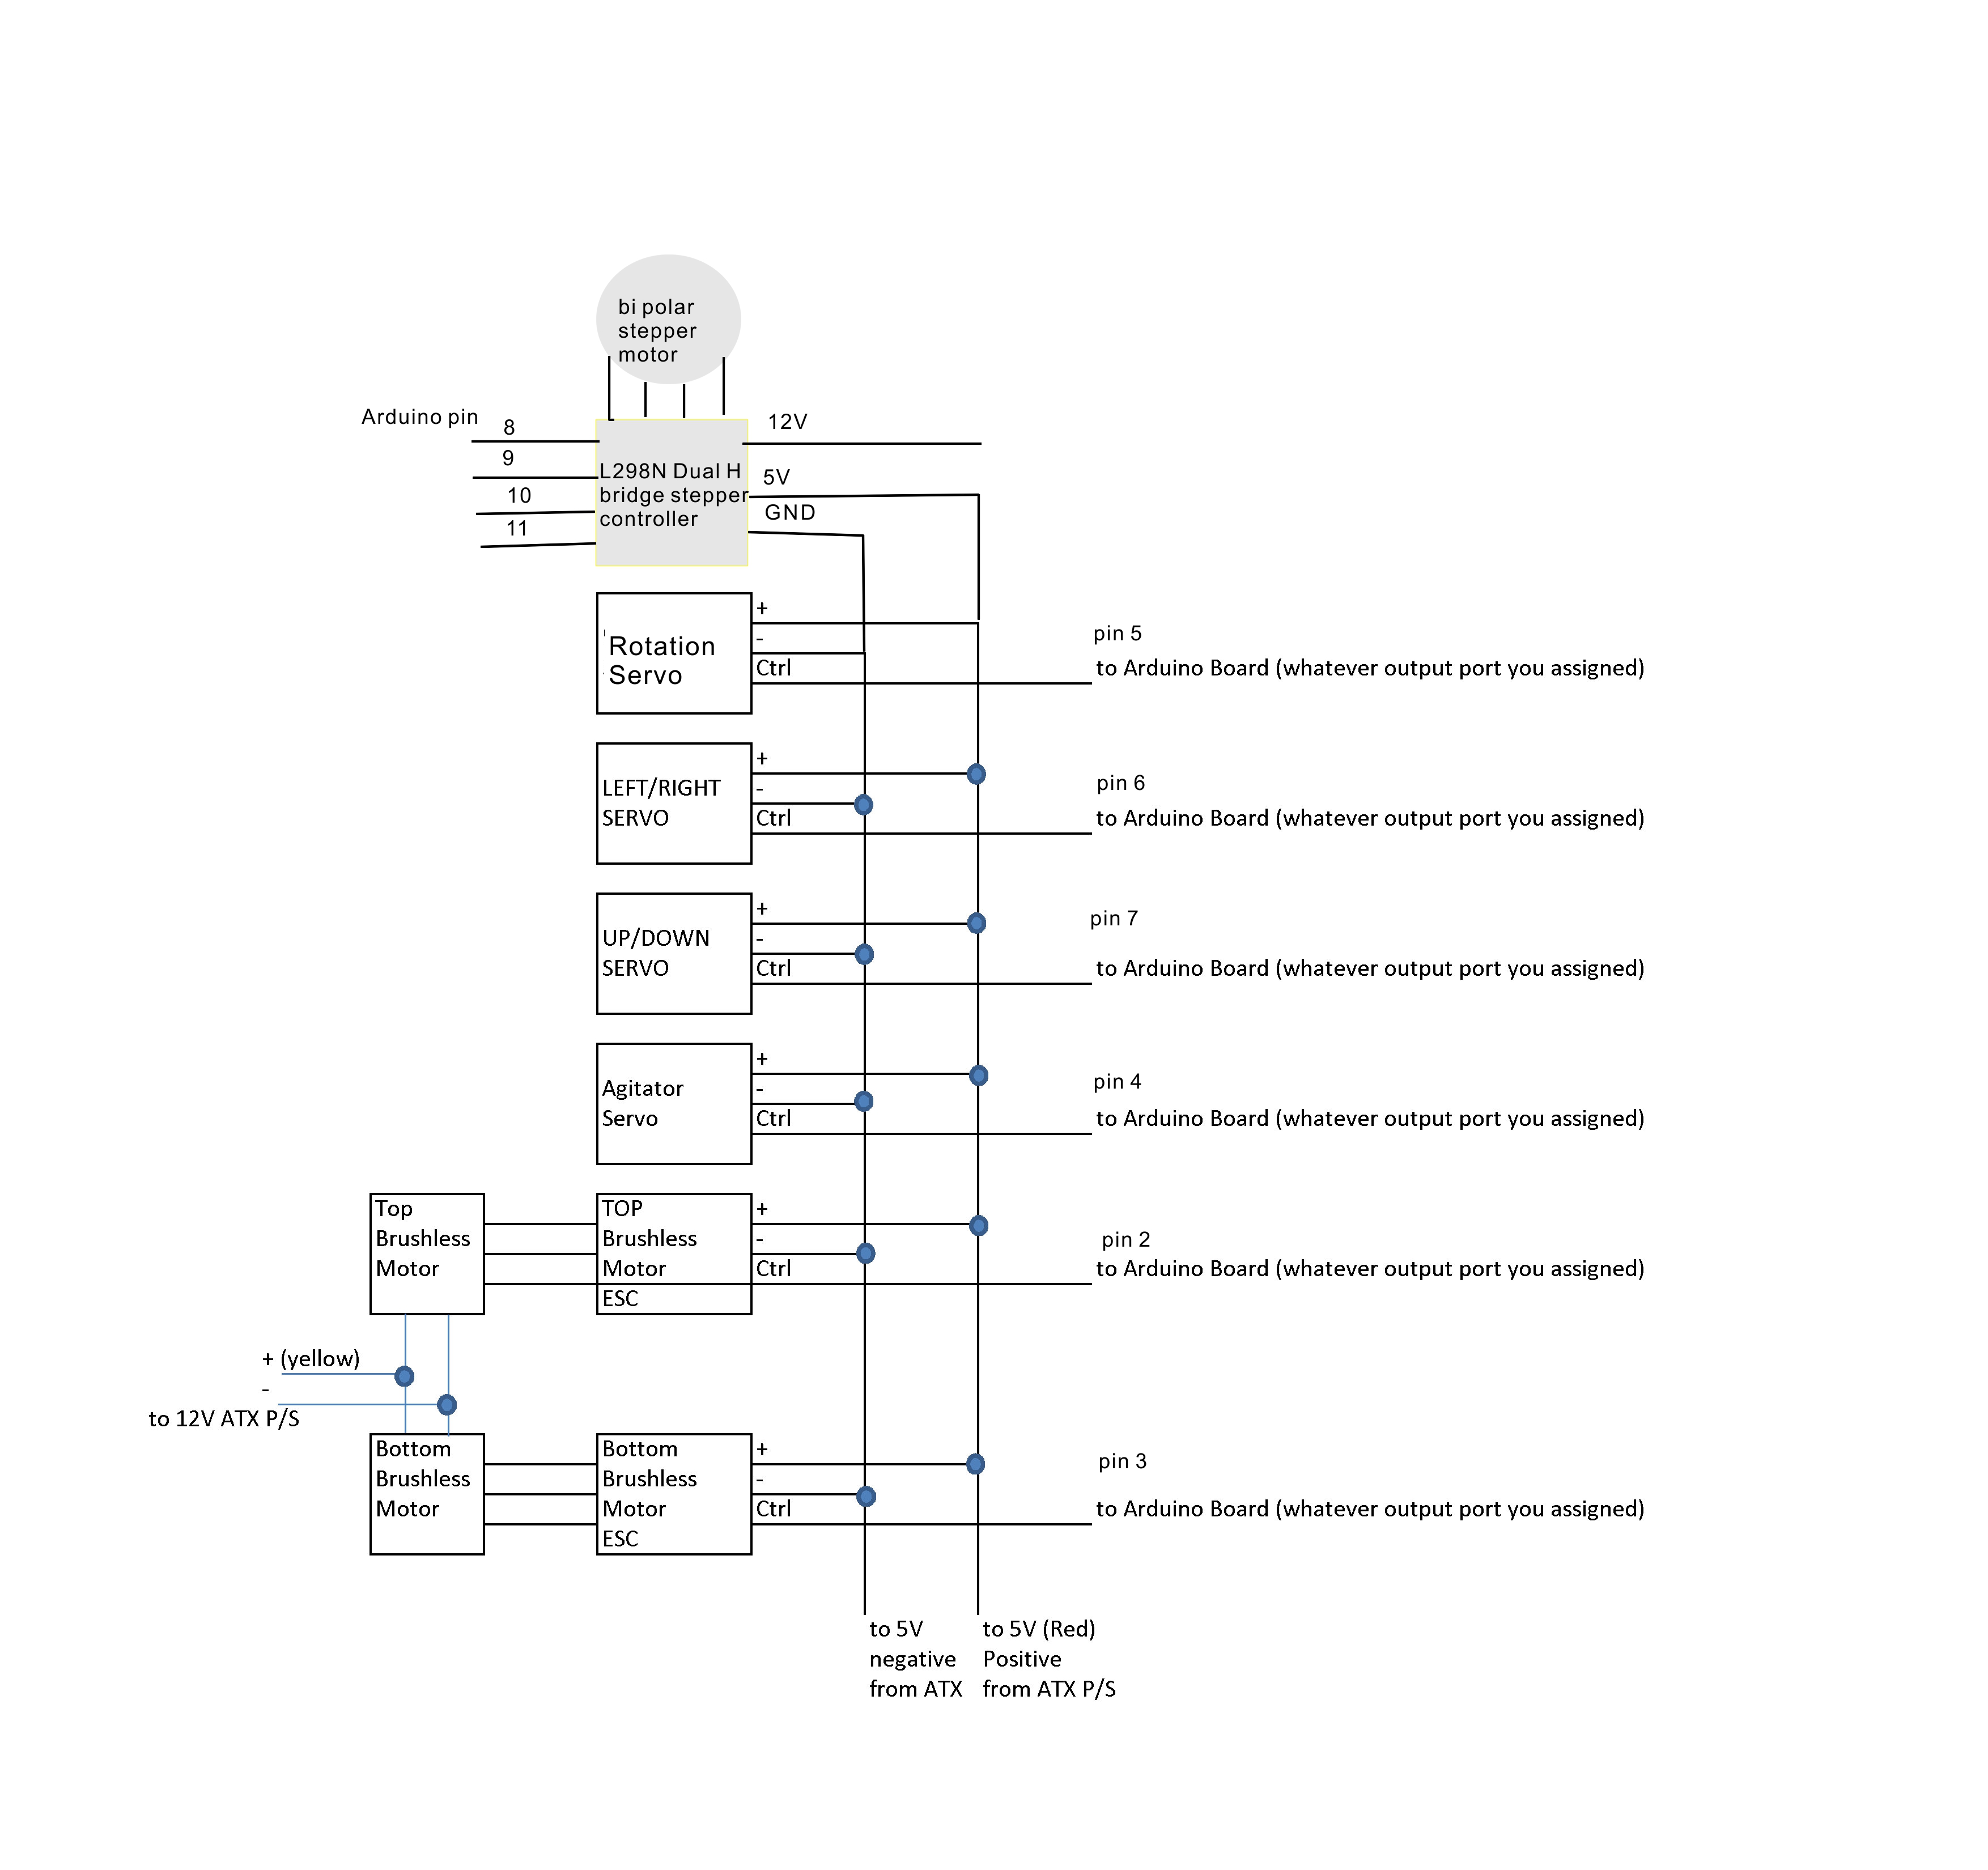 bi polar
stepper
motor
Arduino pin
8
12V
9
L298N Dual H
5V
10
bridge stepper
GND
11
controller
+
-
pin 5
Rotation
Ctrl
to Arduino Board (whatever output port you assigned)
Servo
+
LEFT/RIGHT
-
pin 6
SERVO
Ctrl
to Arduino Board (whatever output port you assigned)
+
pin 7
UP/DOWN
-
SERVO
Ctrl
to Arduino Board (whatever output port you assigned)
+
Agitator
-
pin 4
Servo
Ctrl
to Arduino Board (whatever output port you assigned)
Top
Brushless
Motor
TOP
Brushless
Motor
ESC
+
-
Ctrl
pin 2
to Arduino Board (whatever output port you assigned)
+ (yellow)
-
to 12V ATX P/S
Bottom
Brushless
Motor
Bottom
Brushless
Motor
ESC
+
-
Ctrl
pin 3
to Arduino Board (whatever output port you assigned)
to 5V
negative
from ATX
to 5V (Red)
Positive
from ATX P/S